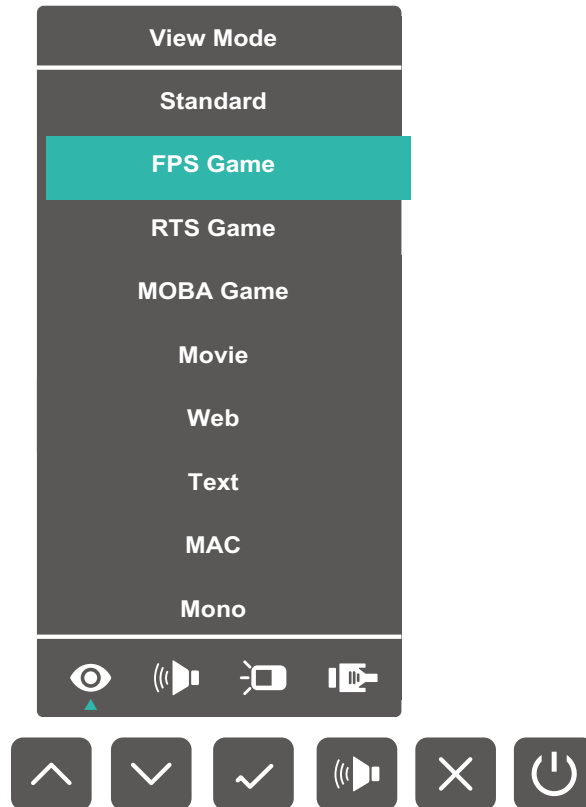 View Mode
Standard
FPS Game
RTS Game
MOBA Game
Movie
Web
Text
MAC
Mono